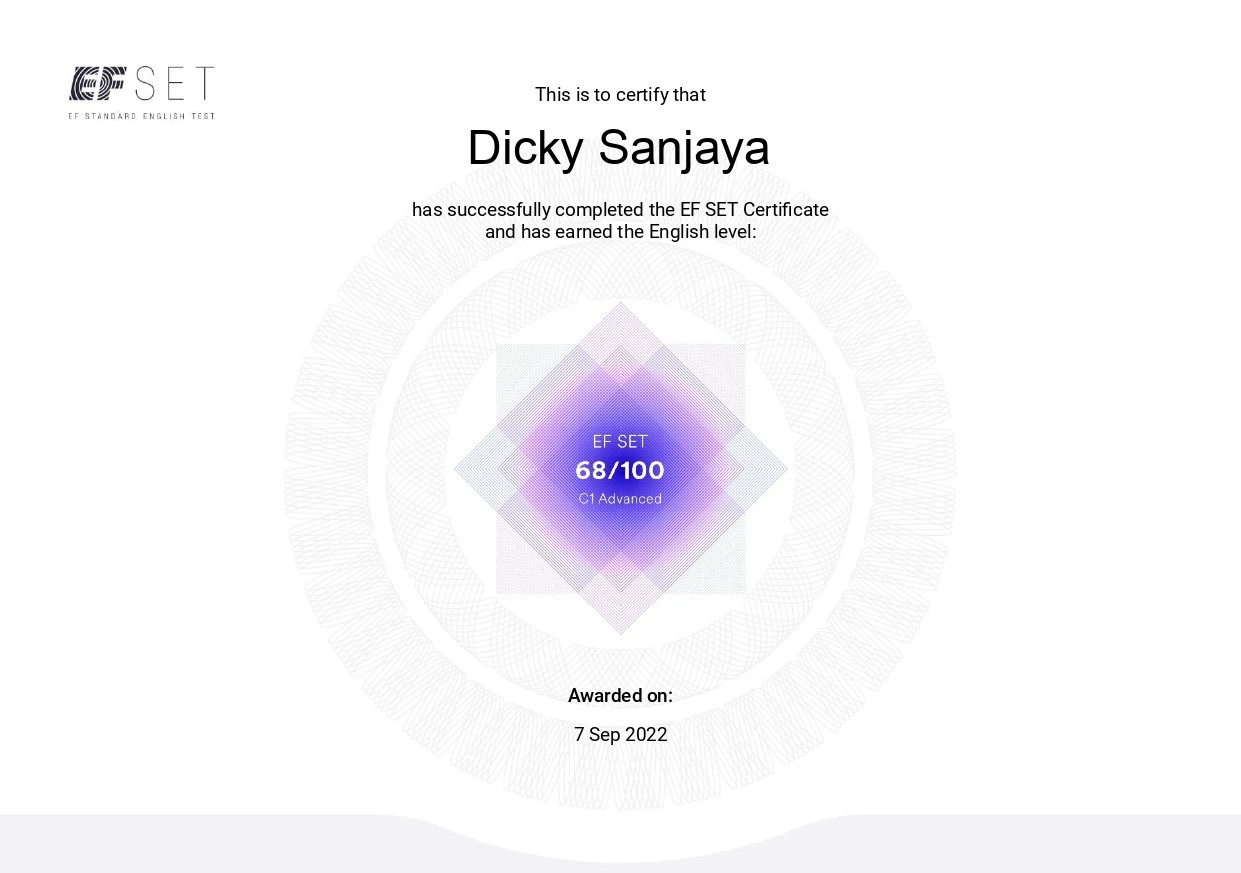 EF SET
EF STANDARD ENGLISH TEST
This is to certify that
Dicky Sanjaya
has successfully completed the EF SET Certificate
and has earned the English level:
EF SET
68/100
C1 Advanced
Awarded on:
7 Sep 2022